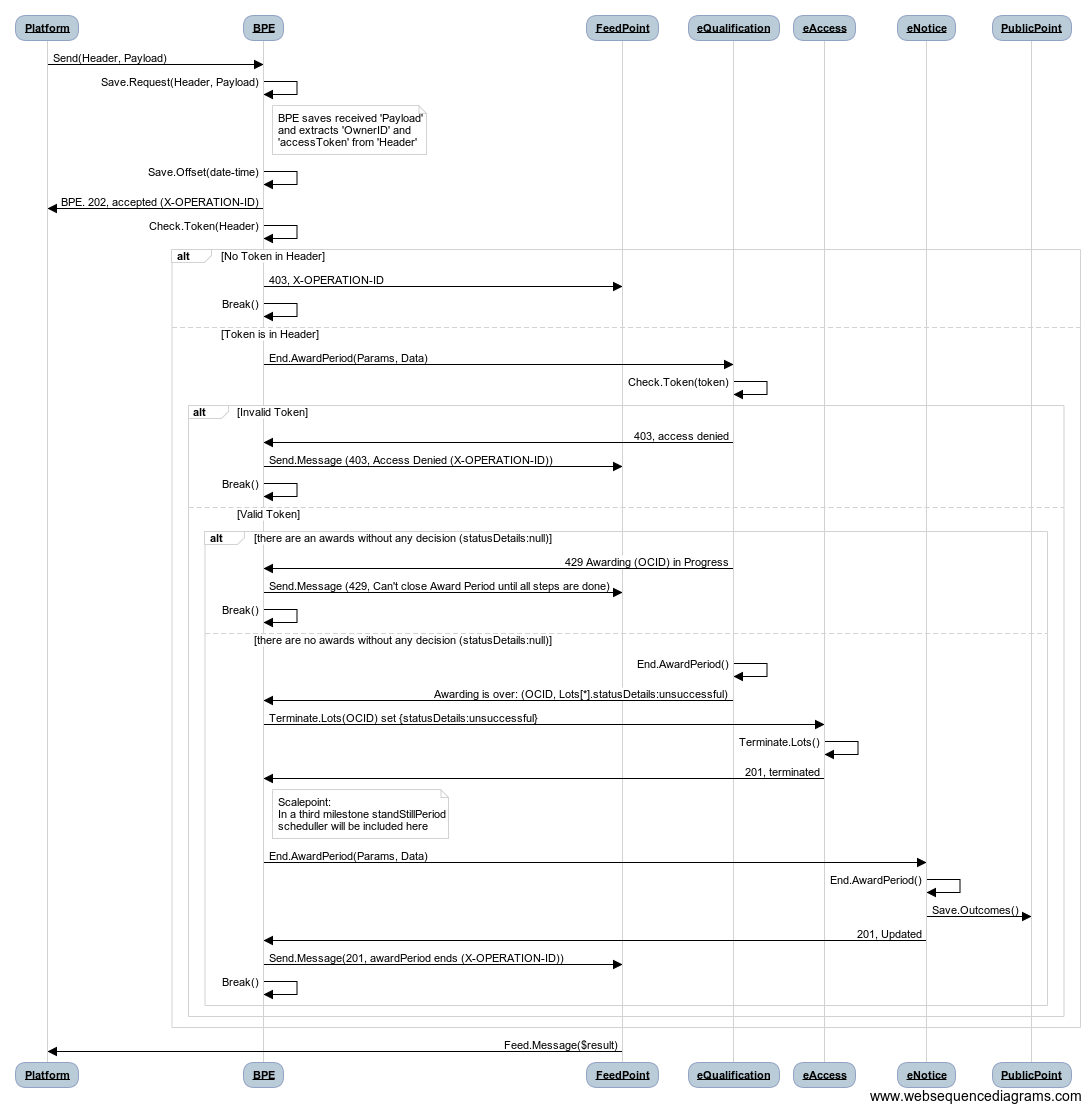 Platform BPE FeedPoint eQualification eAccess eNotice PublicPoint
Send(Header, Payload)
Save.Request(Header, Payload)
BPE saves received 'Payload'
and extracts 'OwnerID' and
'accessToken' from 'Header'
Save.Offset(date-time)
BPE. 202, accepted (X-OPERATION-ID)
Check.Token(Header)
alt [No Token in Header]
403, X-OPERATION-ID
Break()
[Token is in Header]
End.AwardPeriod(Params, Data)
Check.Token(token)
alt [Invalid Token]
403, access denied
Send.Message (403, Access Denied (X-OPERATION-ID))
Break()
[Valid Token]
alt [there are an awards without any decision (statusDetails:null)]
429 Awarding (OCID) in Progress
Send.Message (429, Can't close Award Period until all steps are done)
Break()
[there are no awards without any decision (statusDetails:null)]
End.AwardPeriod()
Awarding is over: (OCID, Lots[*].statusDetails:unsuccessful)
Terminate.Lots(OCID) set {statusDetails:unsuccessful}
Terminate.Lots()
201, terminated
Scalepoint:
In a third milestone standStillPeriod
scheduller will be included here
End.AwardPeriod(Params, Data)
End.AwardPeriod()
Save.Outcomes()
201, Updated
Send.Message(201, awardPeriod ends (X-OPERATION-ID))
Break()
Feed.Message($result)
Platform BPE FeedPoint eQualification eAccess eNotice PublicPoint
www.websequencediagrams.com